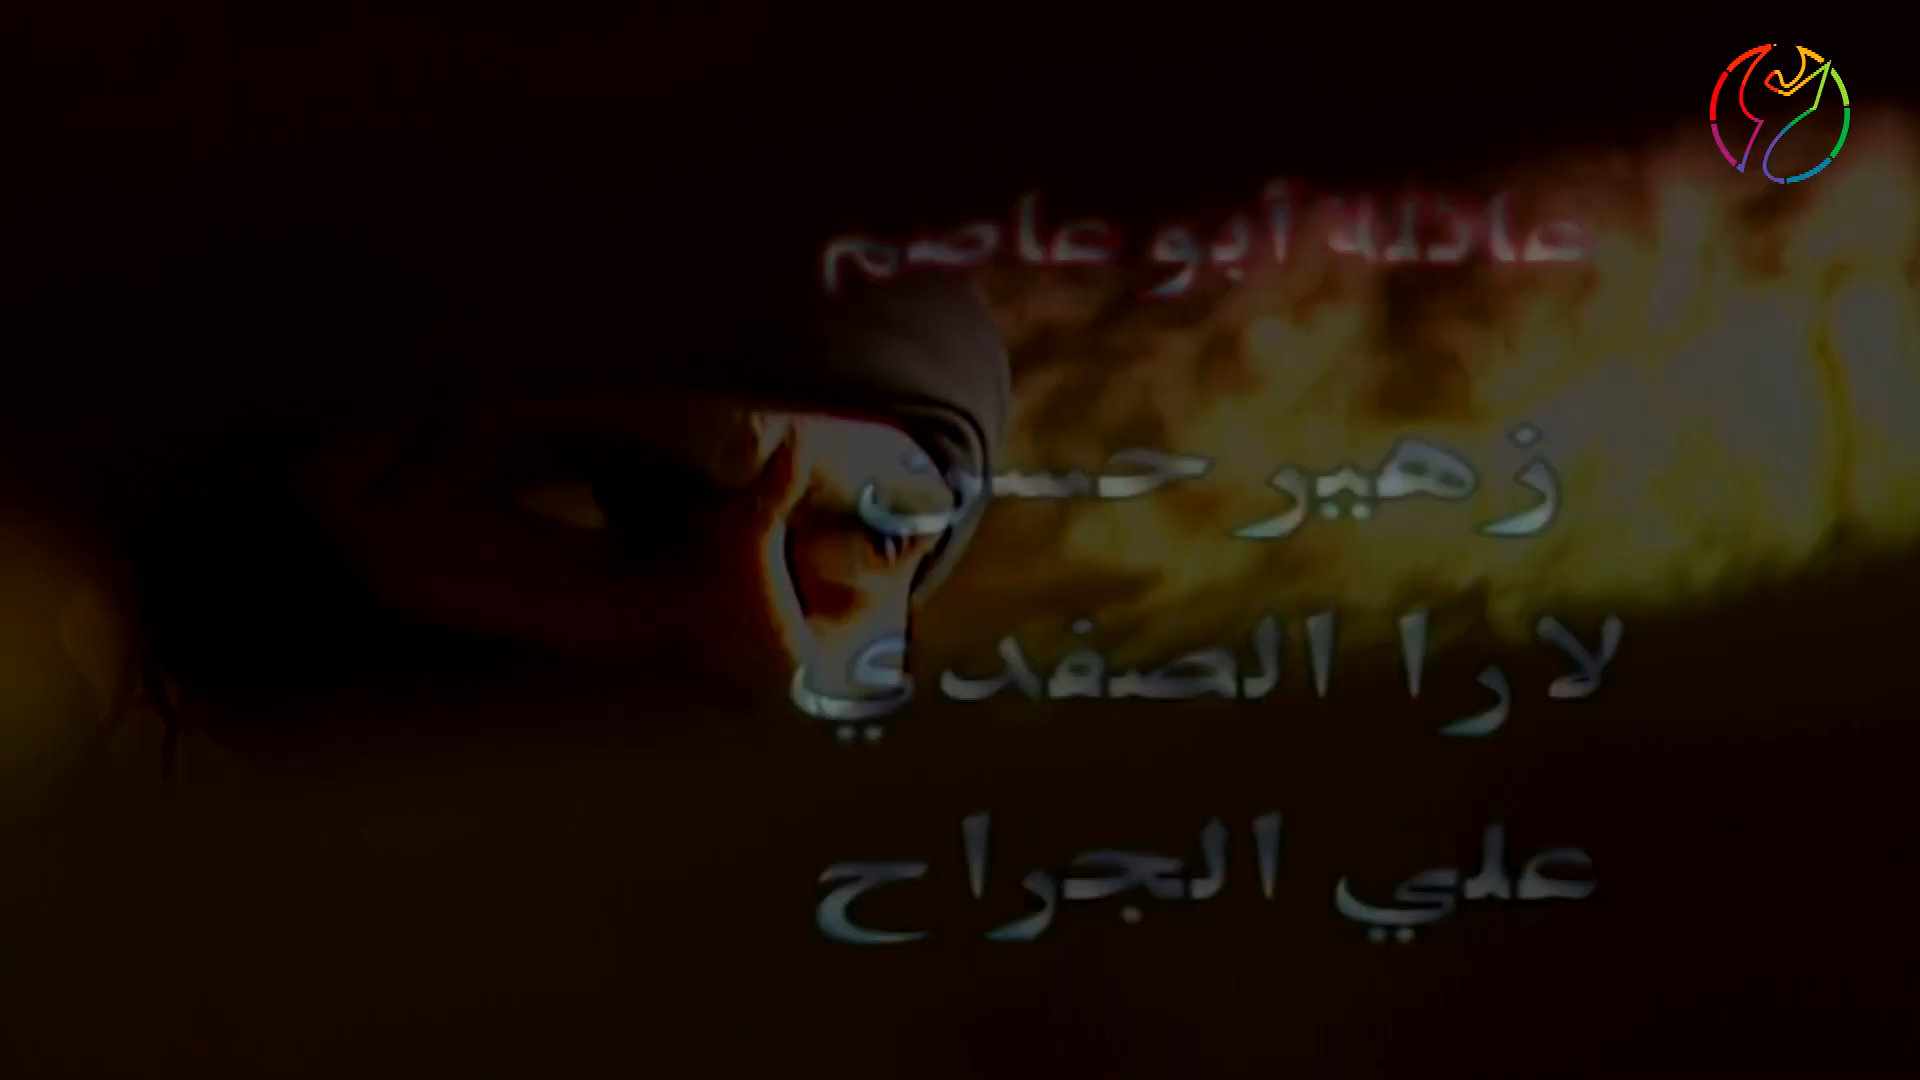 عائلة أبو عاصم
زهير حسن
لارا الصفدي
علي الجراح